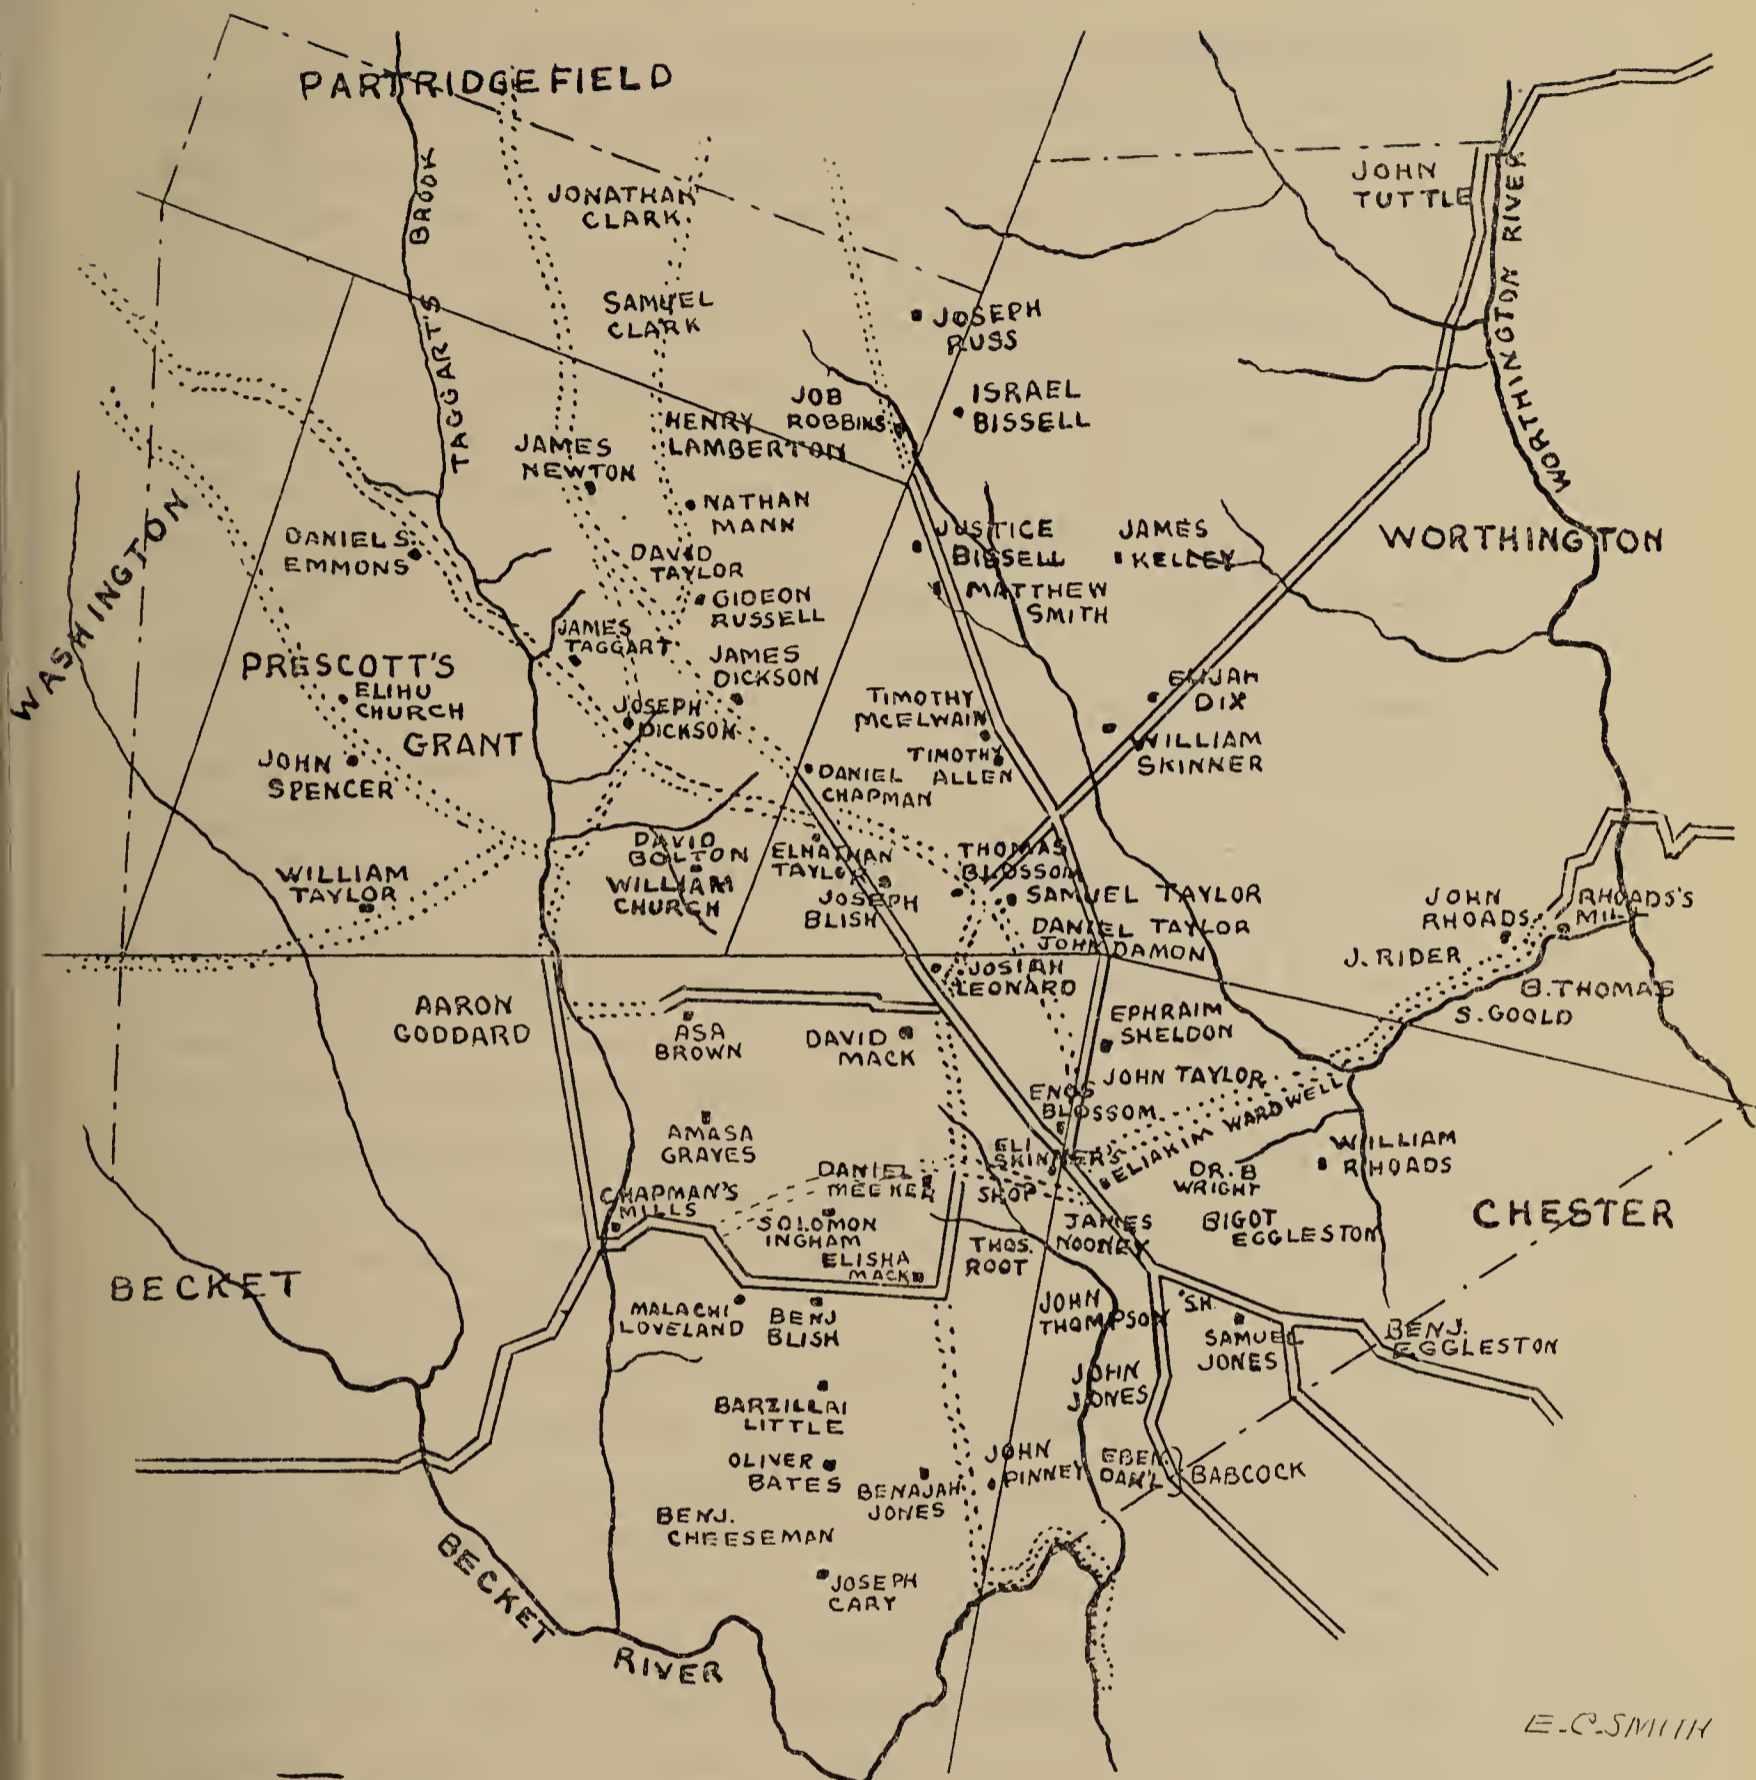 PARTRIDGEFIELD
TAGGART'S BROOK
JONATHAN
CLARK
SAMUEL
CLARK
JOHN
TUTTLE
WORTHINGTON RIVER
JOSEPH
RUSS
ISRAEL
BISSELL
JOB
ROBBINS
HENRY
LAMBERTON
JAMES
NEWTON
NATHAN
MANN
WASHINGTON
DANIEL S.
EMMONS
DAVID
TAYLOR
GIDEON
RUSSELL
JUSTICE
BISSELL
JAMES
KELLEY
WORTHINGTON
MATTHEW
SMITH
JAMES
TAGGART
JAMES
DICKSON
PRESCOTT'S
GRANT
ELIHU
CHURCH
JOSEPH
DICKSON
TIMOTHY
MCELWAIN
TIMOTHY
ALLEN
ELIJAH
DIX
WILLIAM
SKINNER
JOHN
SPENCER
DANIEL
CHAPMAN
DAVID
BOLTON
WILLIAM
CHURCH
ELNATHAN
TAYLOR
JOSEPH
BLISH
THOMAS
BLOSSOM
SAMUEL TAYLOR
DANIEL TAYLOR
JOHN DAMON
WILLIAM
TAYLOR
JOHN
RHOADS
RHOADS'S
MILL
J. RIDER
B. THOMAS
S. GOOLD
JOSIAH
LEONARD
AARON
GODDARD
ASA
BROWN
DAVID
MACK
EPHRAIM
SHELDON
JOHN TAYLOR
ENOS
BLOSSOM
ELIAKIM WARDWELL
AMASA
GRAVES
ELI
SKINNER'S
SHOP
DANIEL
MEEKER
DR. B
WRIGHT
WILLIAM
RHOADS
CHAPMAN'S
MILLS
SOLOMON
INGHAM
ELISHA
MACK
THOS.
ROOT
JAMES
NOONEY
BIGOT
EGGLESTON
CHESTER
BECKET
MALACHI
LOVELAND
BENJ
BLISH
JOHN
THOMPSON
S.H.
SAMUEL
JONES
BENJ.
EGGLESTON
JOHN
JONES
BARZILLAI
LITTLE
OLIVER
BATES
BENAJAH
JONES
JOHN
PINNEY
EBEN
DAN'L
BABCOCK
BENJ.
CHEESEMAN
JOSEPH
CARY
BECKET
RIVER
E.C. SMITH